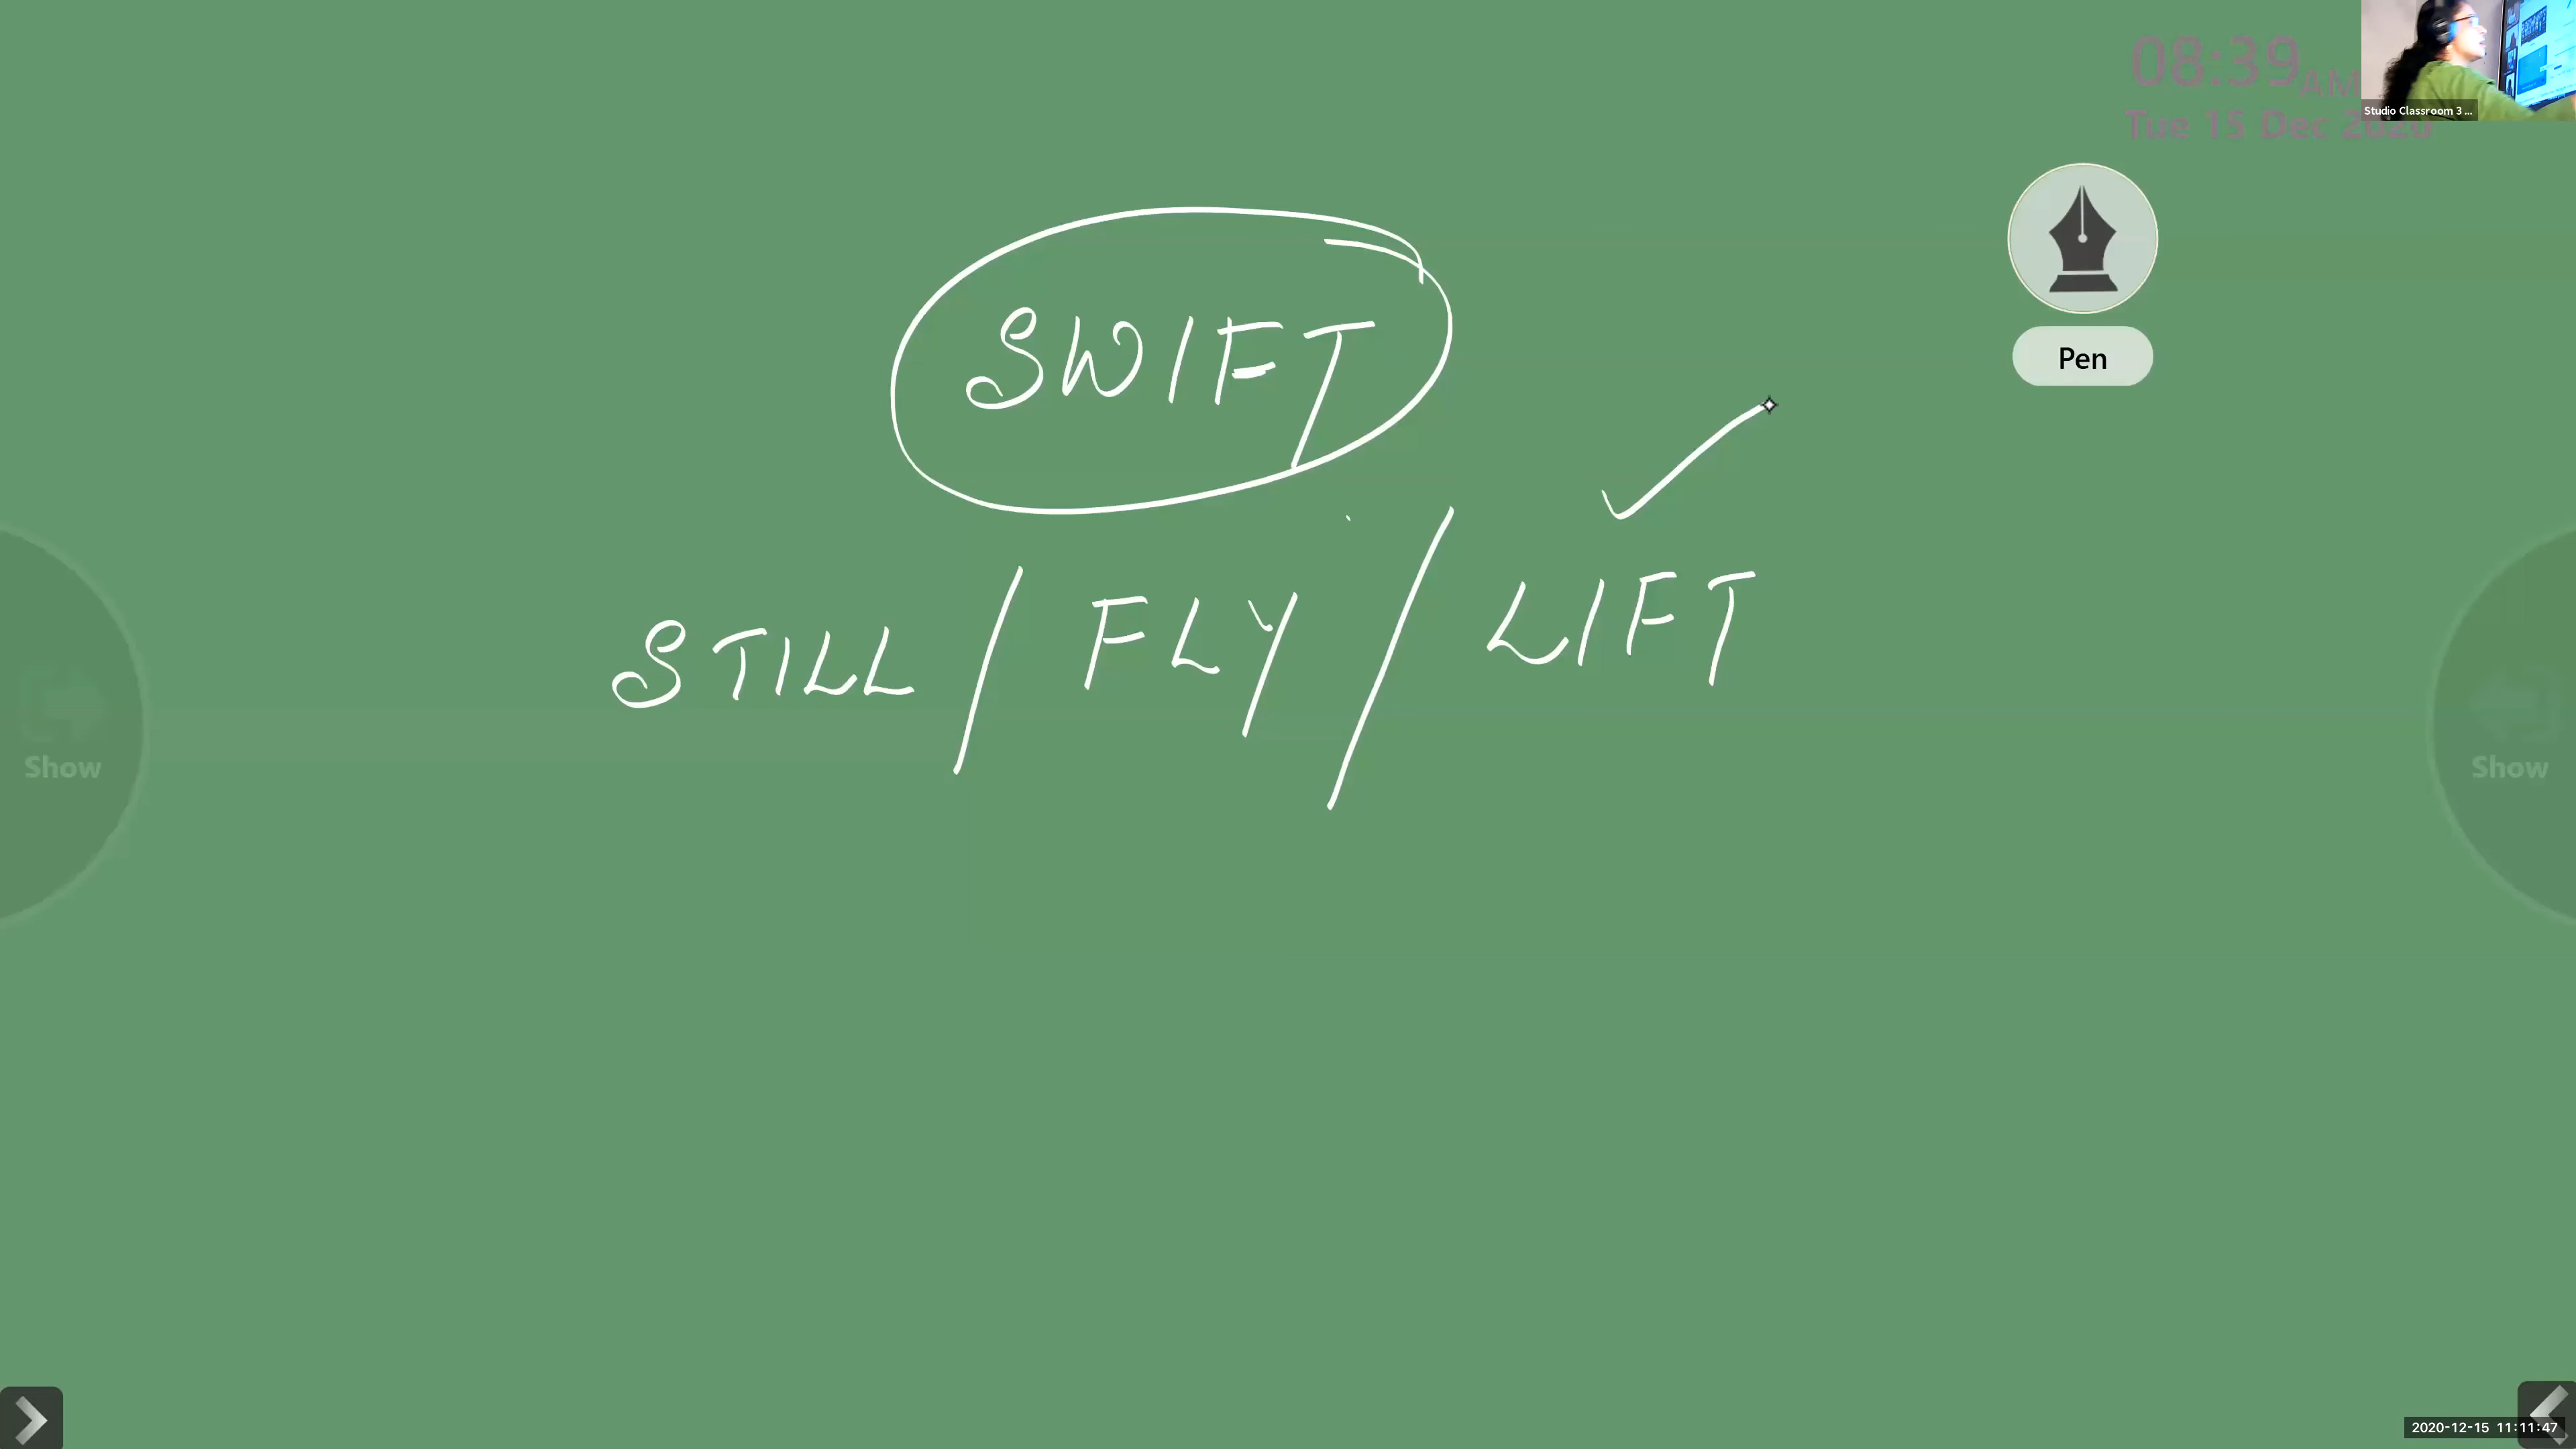 08:39AM
Tue 15 Dec 2020
Studio Classroom 3 ...
Pen
SWIFT
STILL / FLY / LIFT
Show
Show
2020-12-15 11:11:47